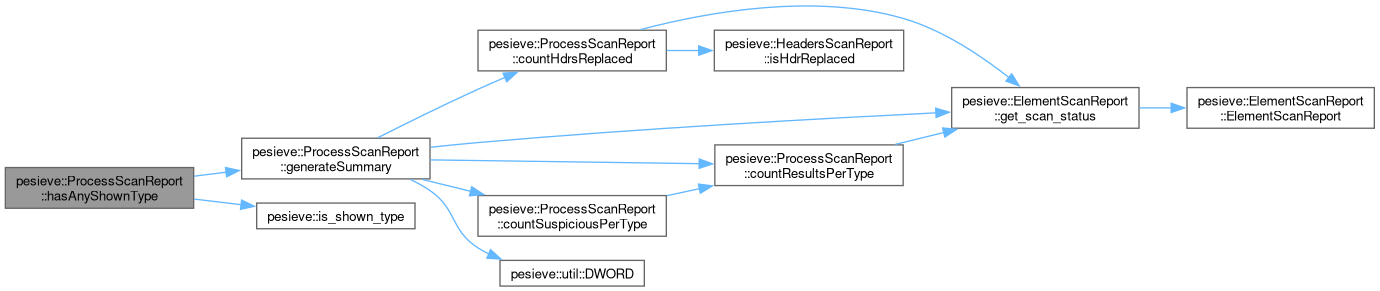 pesieve::ProcessScanReport
::hasAnyShownType
pesieve::ProcessScanReport
::generateSummary
pesieve::is_shown_type
pesieve::ProcessScanReport
::countHdrsReplaced
pesieve::HeadersScanReport
::isHdrReplaced
pesieve::ElementScanReport
::get_scan_status
pesieve::ElementScanReport
::ElementScanReport
pesieve::ProcessScanReport
::countResultsPerType
pesieve::ProcessScanReport
::countSuspiciousPerType
pesieve::util::DWORD